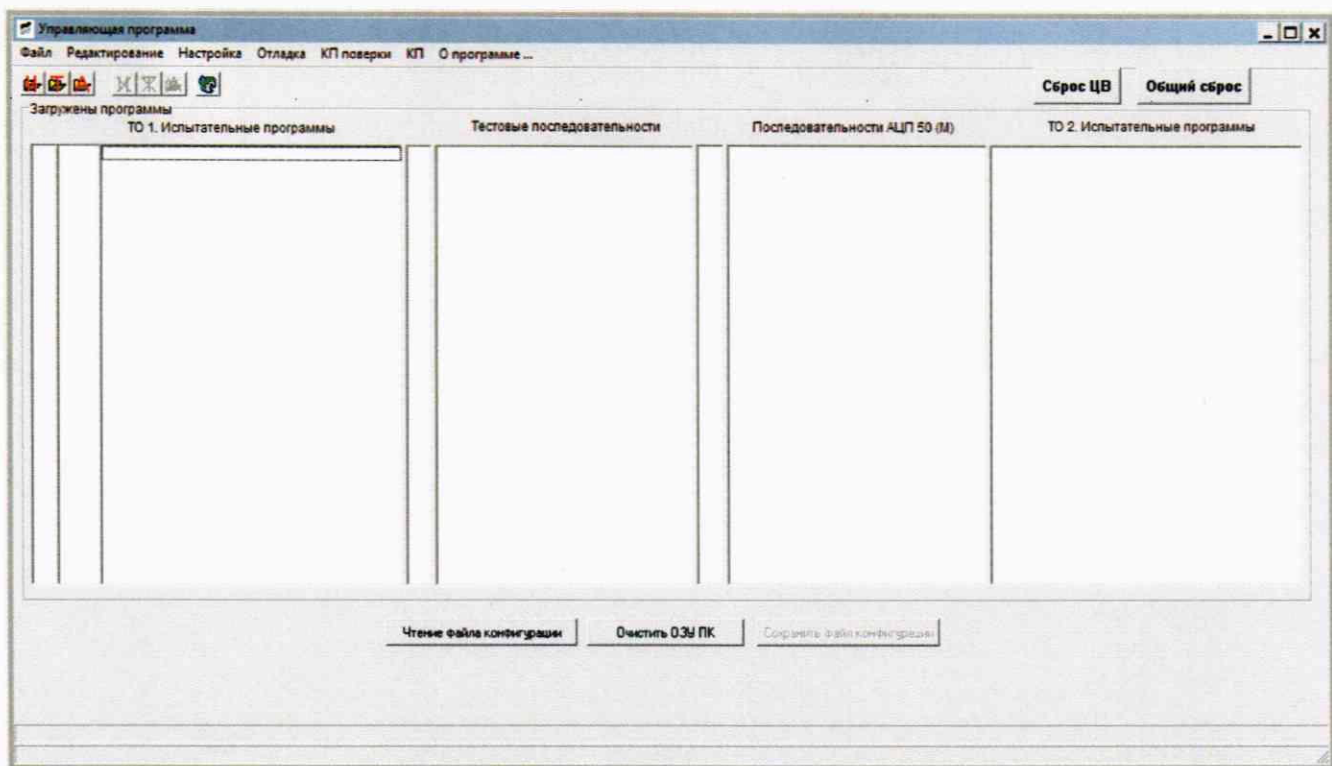 Управляющая программа
Файл Редактирование Настройка Отладка КП поверки КП О программе ...
Сброс ЦВ Общий сброс
Загружены программы
ТО 1. Испытательные программы Тестовые последовательности Последовательности АЦП 50 (М) ТО 2. Испытательные программы
Чтение файла конфигурации Очистить ОЗУ ПК Сохранить файл конфигурации